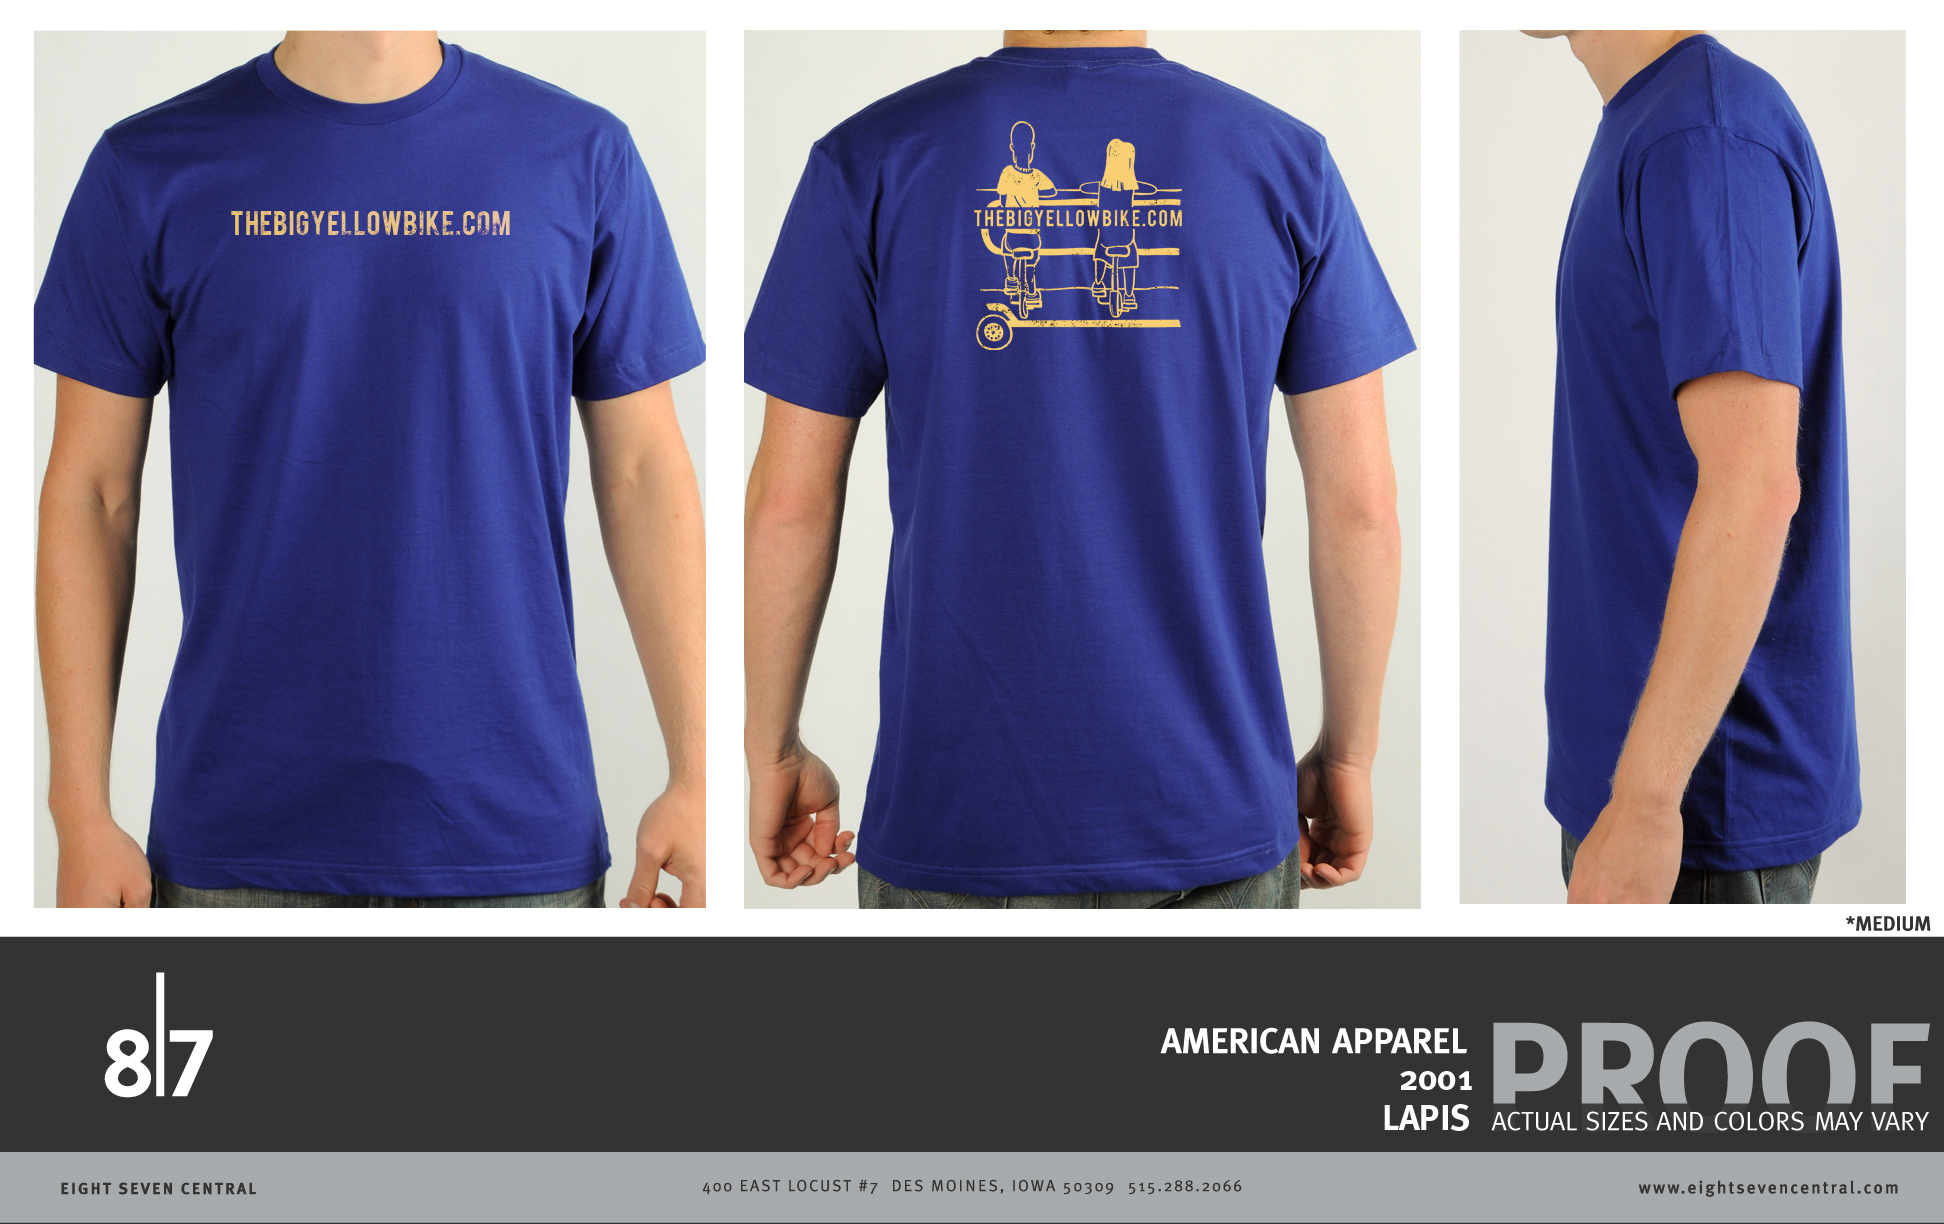 THEBIGYELLOWBIKE.COM
THEBIGYELLOWBIKE.COM
*MEDIUM
8|7
AMERICAN APPAREL
2001
LAPIS
PROOF
ACTUAL SIZES AND COLORS MAY VARY
EIGHT SEVEN CENTRAL
400 EAST LOCUST #7 DES MOINES, IOWA 50309 515.288.2066
www.eightsevencentral.com